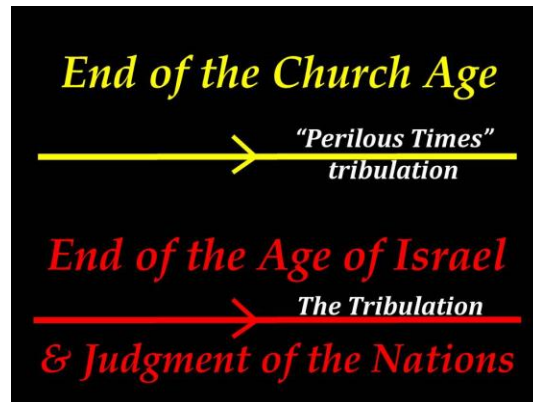 End of the Church Age
“Perilous Times”
tribulation
End of the Age of Israel
The Tribulation
& Judgment of the Nations